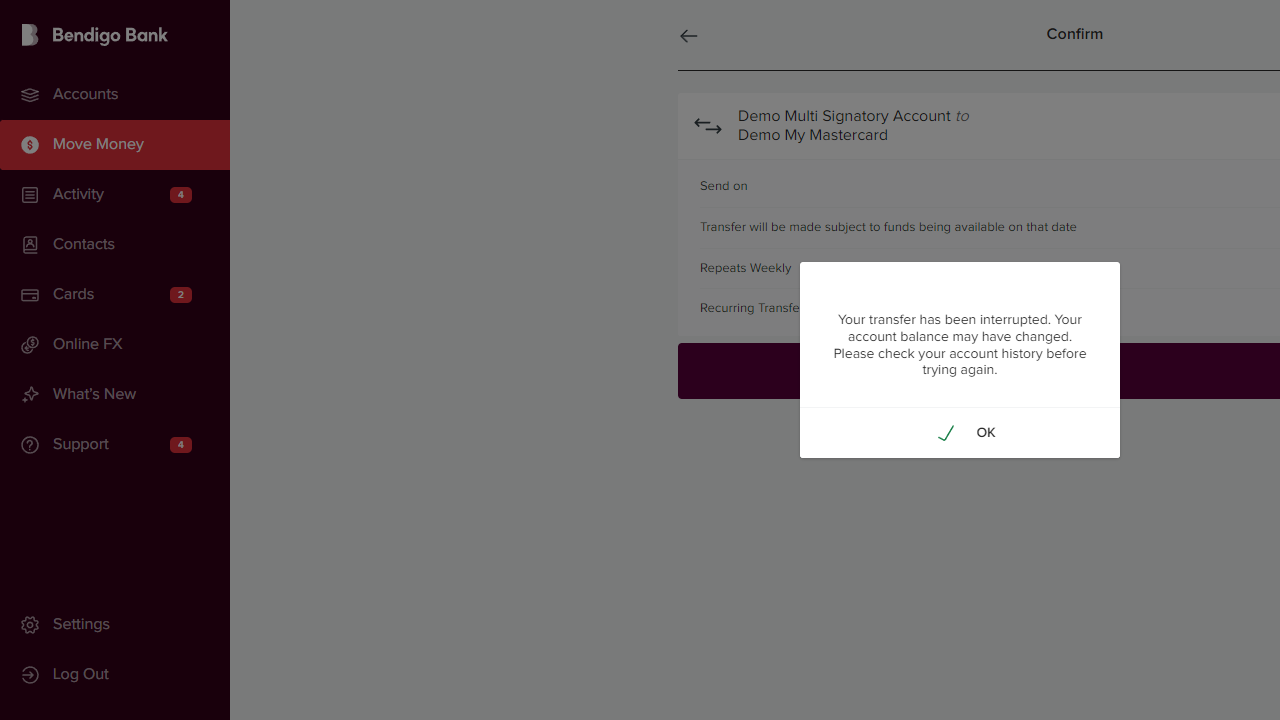 Bendigo Bank
Accounts
Move Money
Activity 4
Contacts
Cards 2
Online FX
What's New
Support 4
Settings
Log Out
Confirm
Demo Multi Signatory Account to
Demo My Mastercard
Send on
Transfer will be made subject to funds being available on that date
Repeats Weekly
Recurring Transfe
Your transfer has been interrupted. Your
account balance may have changed.
Please check your account history before
trying again.
OK